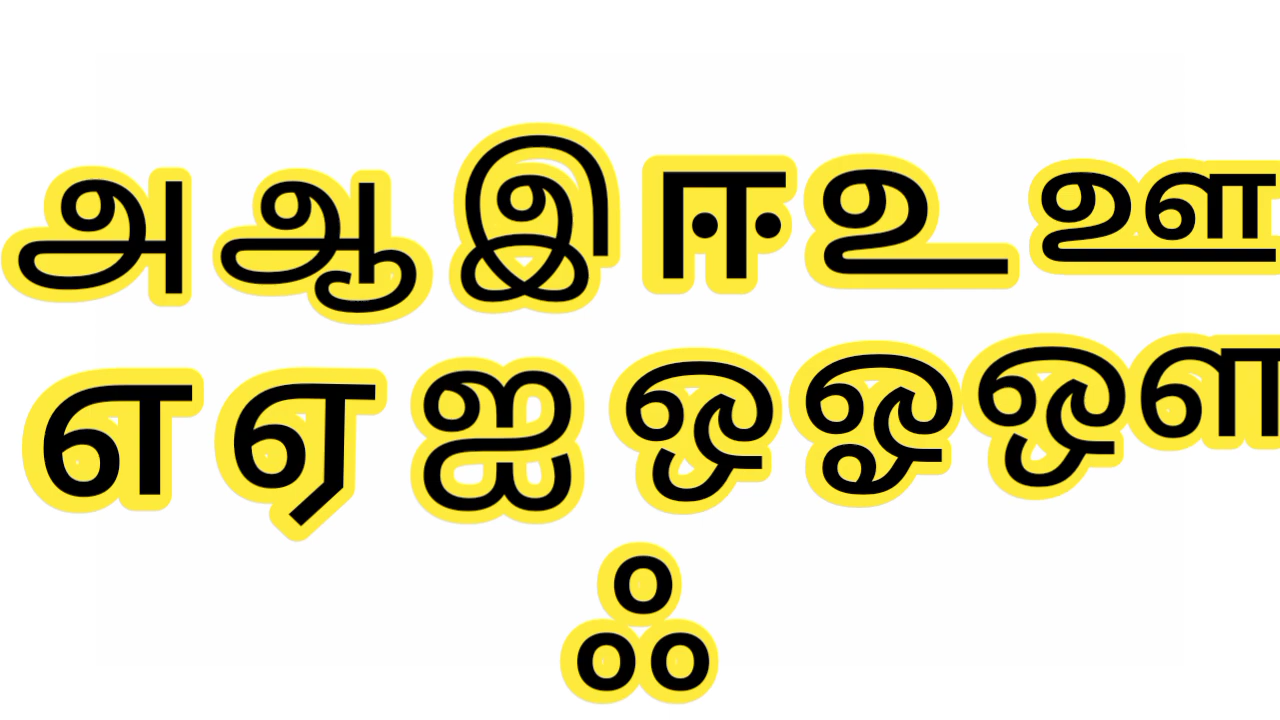 அ ஆ இ ஈ உ ஊ
எ ஏ ஐ ஒ ஓ ஔ
ஃ